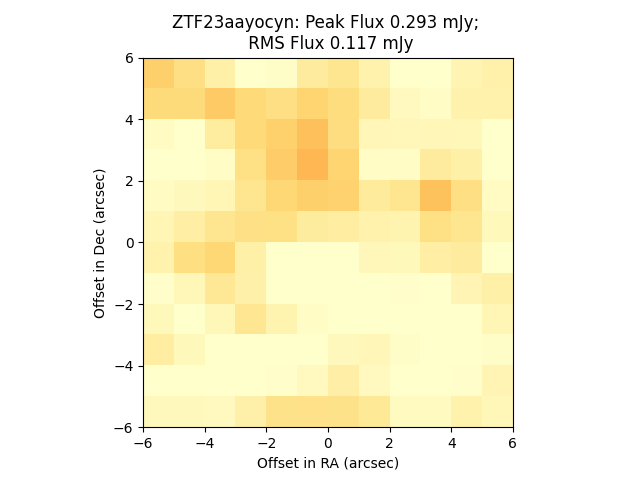 ZTF23aayocyn: Peak Flux 0.293 mJy;
RMS Flux 0.117 mJy
6
4
2
0
−2
−4
−6
Offset in Dec (arcsec)
−6 −4 −2 0 2 4 6
Offset in RA (arcsec)